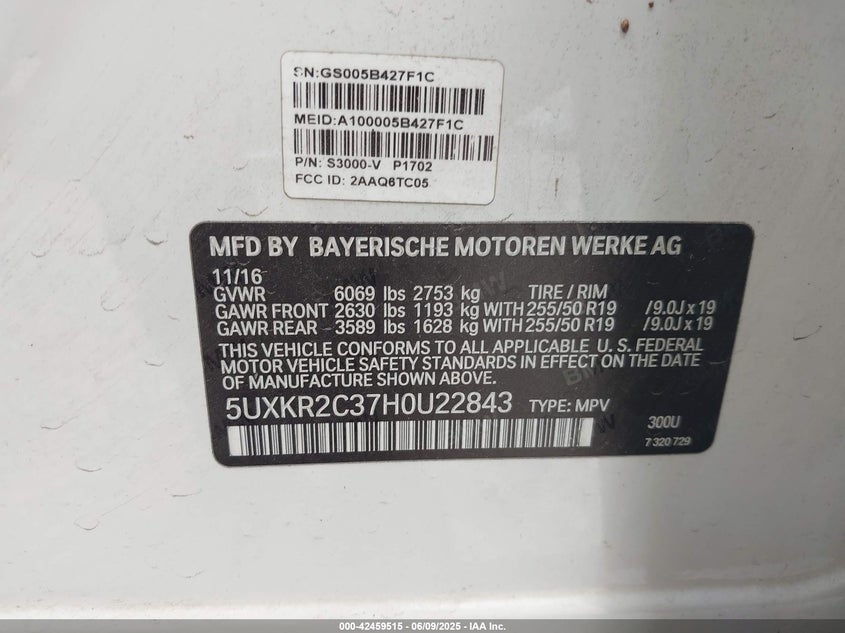 SN:GS005B427F1C
MEID:A100005B427F1C
P/N: S3000-V P1702
FCC ID: 2AAQ6TC05
MFD BY BAYERISCHE MOTOREN WERKE AG
11/16
GVWR 6069 lbs 2753 kg TIRE / RIM
GAWR FRONT 2630 lbs 1193 kg WITH 255/50 R19 /9.0J x 19
GAWR REAR 3589 lbs 1628 kg WITH 255/50 R19 /9.0J x 19
THIS VEHICLE CONFORMS TO ALL APPLICABLE U. S. FEDERAL
MOTOR VEHICLE SAFETY STANDARDS IN EFFECT ON THE DATE
OF MANUFACTURE SHOWN ABOVE.
5UXKR2C37H0U22843 TYPE: MPV
300U
7 320 729
000-42459515 - 06/09/2025 - IAA Inc.